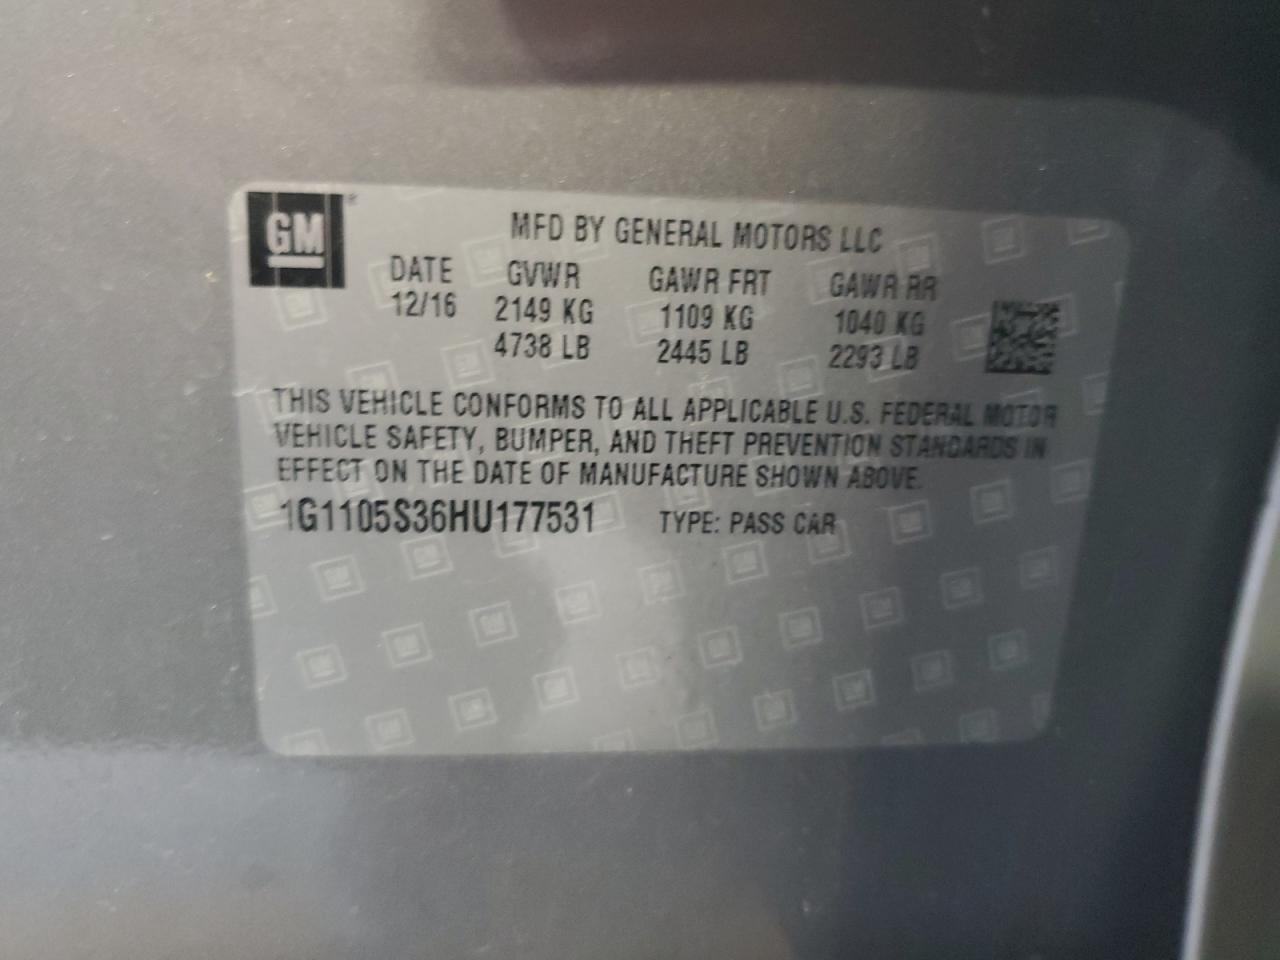 GM
MFD BY GENERAL MOTORS LLC
DATE GVWR GAWR FRT GAWR RR
12/16 2149 KG 1109 KG 1040 KG
4738 LB 2445 LB 2293 LB
THIS VEHICLE CONFORMS TO ALL APPLICABLE U.S. FEDERAL MOTOR
VEHICLE SAFETY, BUMPER, AND THEFT PREVENTION STANDARDS IN
EFFECT ON THE DATE OF MANUFACTURE SHOWN ABOVE.
1G1105S36HU177531 TYPE: PASS CAR